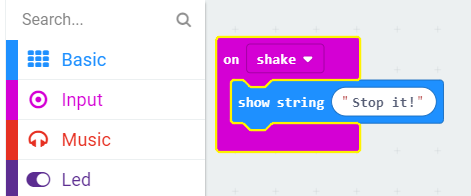 Search...
Basic
Input
Music
Led
on shake
show string "Stop it!"